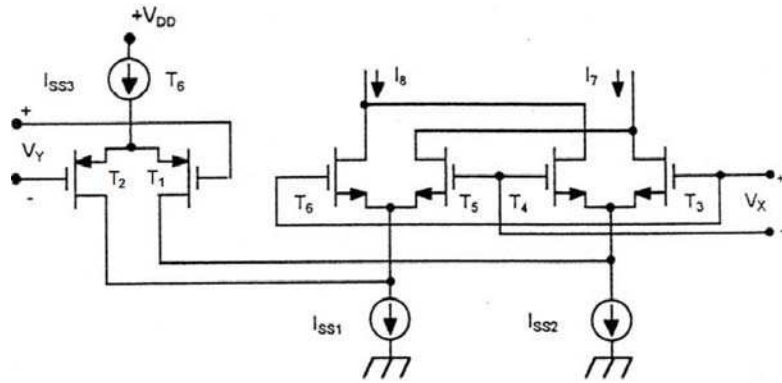 +V_DD
I_SS3 T_6
+
V_Y
-
T_2 T_1
I_8 I_7
T_6 T_5 T_4 T_3
+
V_X
-
I_SS1 I_SS2